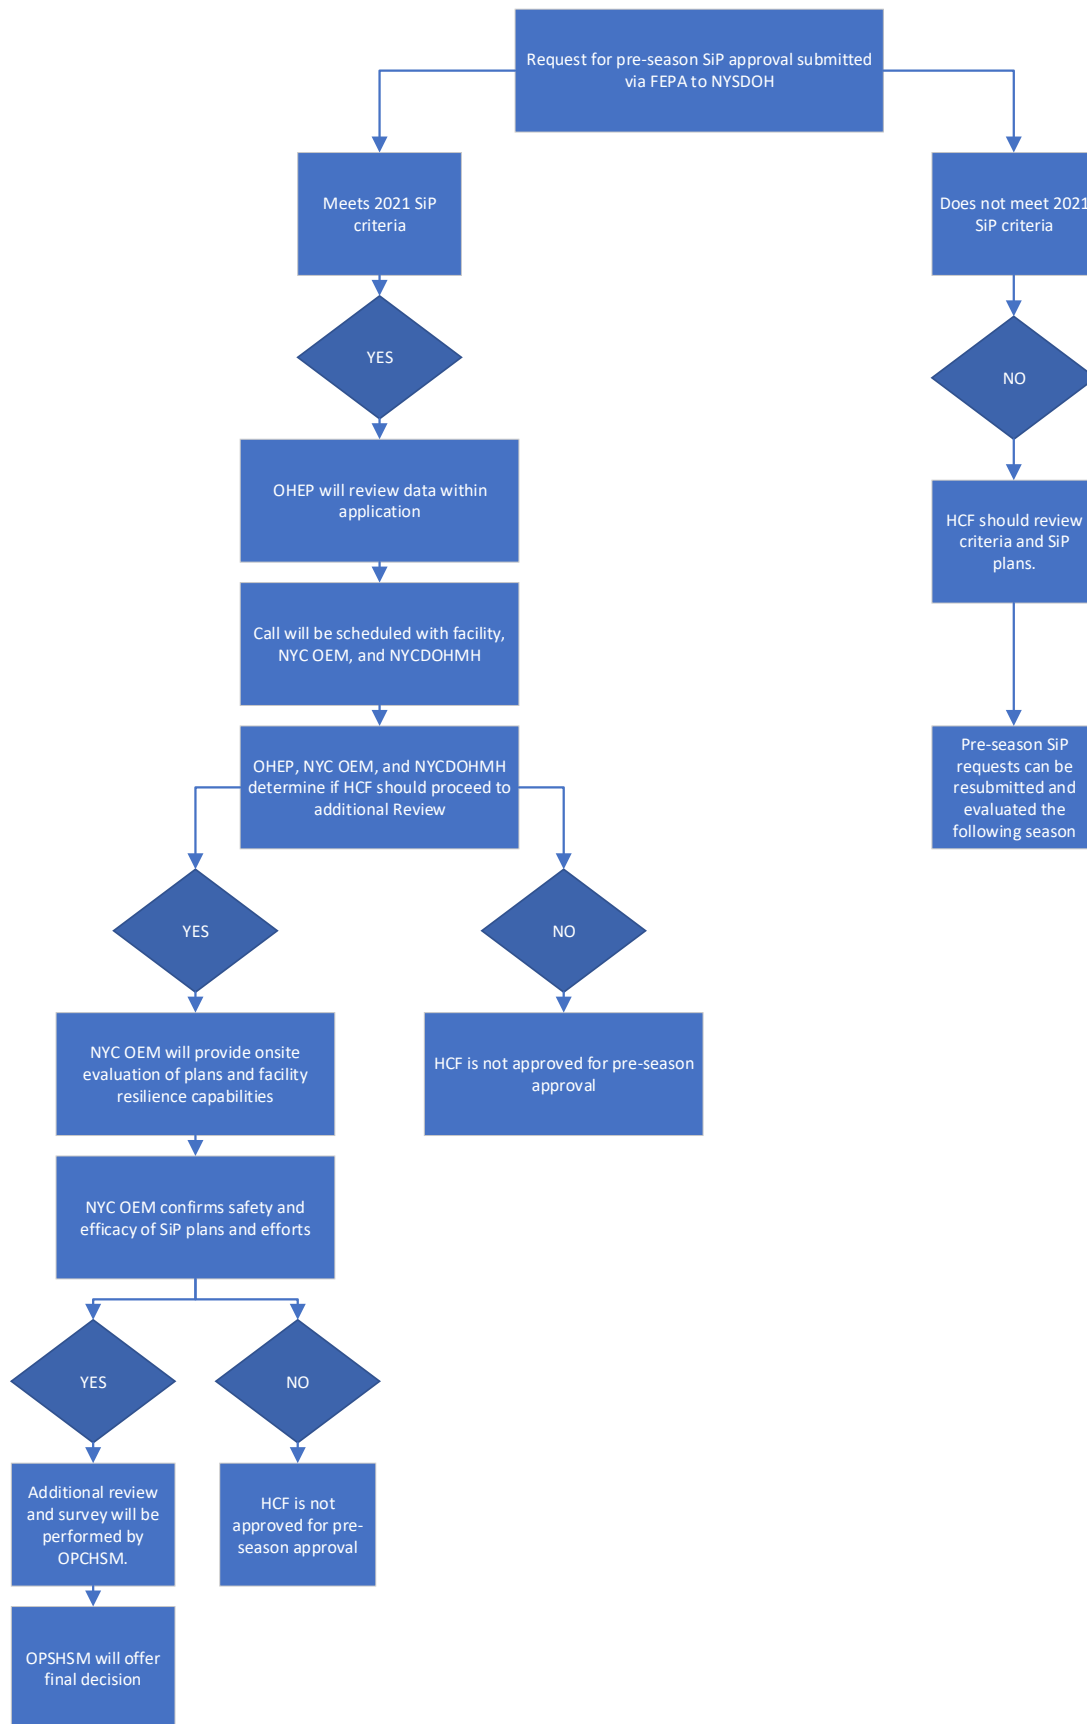 Request for pre-season SiP approval submitted
via FEPA to NYSDOH
Meets 2021 SiP
criteria
Does not meet 2021
SiP criteria
YES
NO
OHEP will review data within
application
HCF should review
criteria and SiP
plans.
Call will be scheduled with facility,
NYC OEM, and NYCDOHMH
OHEP, NYC OEM, and NYCDOHMH
determine if HCF should proceed to
additional Review
Pre-season SiP
requests can be
resubmitted and
evaluated the
following season
YES
NO
NYC OEM will provide onsite
evaluation of plans and facility
resilience capabilities
HCF is not approved for pre-season
approval
NYC OEM confirms safety and
efficacy of SiP plans and efforts
YES
NO
Additional review
and survey will be
performed by
OPCHSM.
HCF is not
approved for pre-
season approval
OPSHSM will offer
final decision